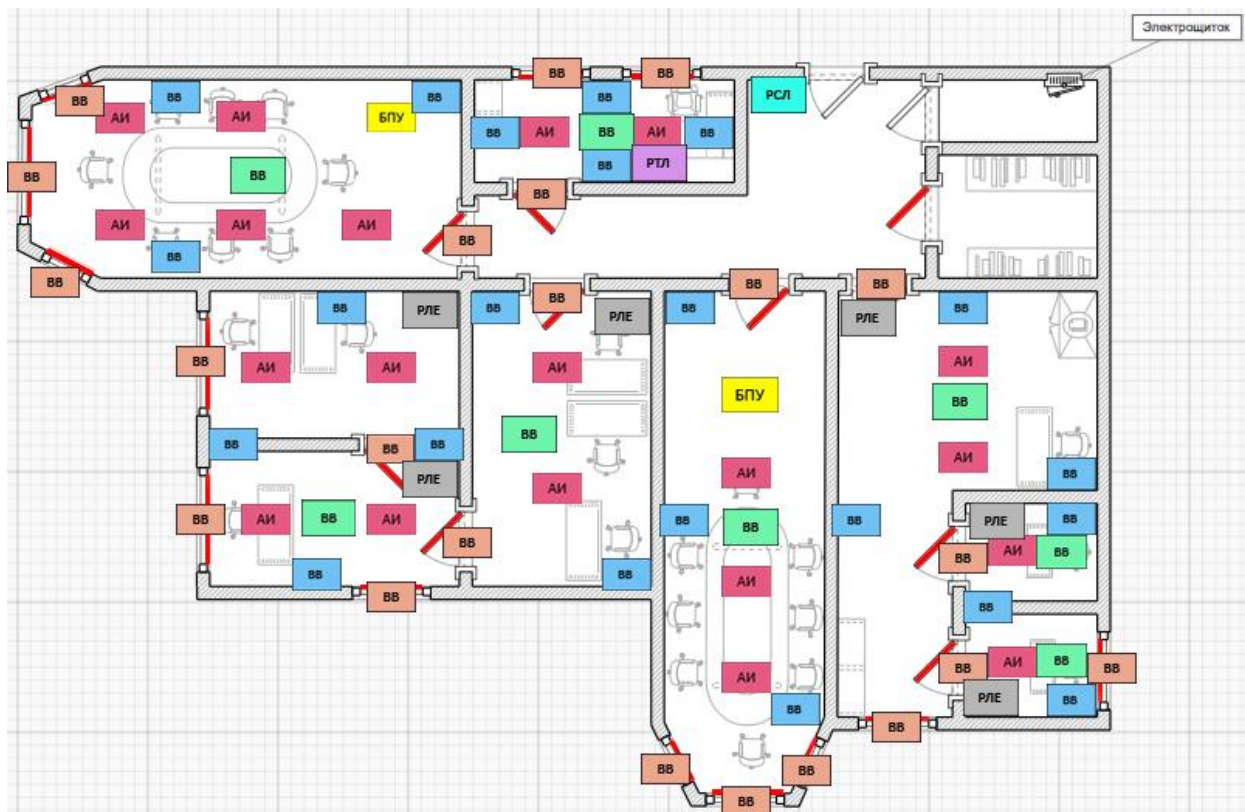 Электрощиток
ВВ ВВ
ВВ ВВ ВВ ВВ РСЛ
АИ АИ БПУ
ВВ АИ ВВ АИ ВВ
ВВ ВВ ВВ РТЛ
ВВ
АИ АИ АИ
ВВ ВВ
ВВ
ВВ ВВ ВВ
ВВ РЛЕ ВВ РЛЕ ВВ РЛЕ ВВ
ВВ АИ АИ АИ АИ
БПУ ВВ
ВВ ВВ ВВ ВВ
АИ
АИ АИ ВВ
РЛЕ
ВВ АИ ВВ АИ ВВ ВВ ВВ РЛЕ ВВ
ВВ
ВВ АИ ВВ
ВВ ВВ АИ
ВВ ВВ
ВВ АИ ВВ ВВ
АИ
РЛЕ ВВ
ВВ
ВВ
ВВ ВВ
ВВ